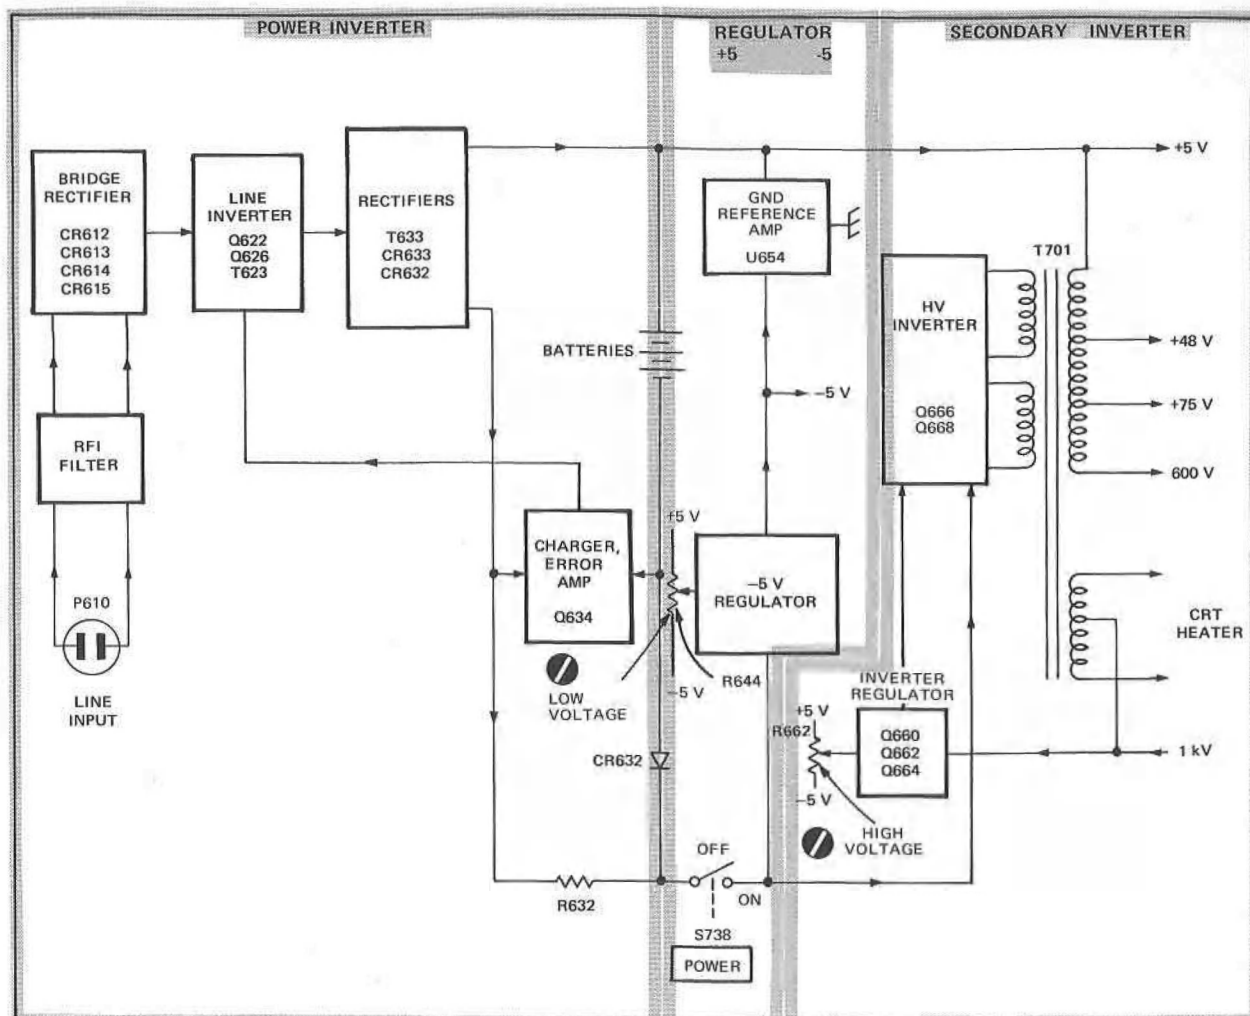 POWER INVERTER
REGULATOR
+5 -5
SECONDARY INVERTER
BRIDGE
RECTIFIER
CR612
CR613
CR614
CR615
LINE
INVERTER
Q622
Q626
T623
RECTIFIERS
T633
CR633
CR632
GND
REFERENCE
AMP
U654
+5 V
T701
HV
INVERTER
Q666
Q668
+48 V
+75 V
600 V
BATTERIES
–5 V
RFI
FILTER
+5 V
CHARGER,
ERROR
AMP
Q634
–5 V
REGULATOR
P610
LINE
INPUT
LOW
VOLTAGE
–5 V
R644
CRT
HEATER
INVERTER
REGULATOR
Q660
Q662
Q664
+5 V
R662
–5 V
1 kV
CR632
HIGH
VOLTAGE
OFF
ON
R632
S738
POWER